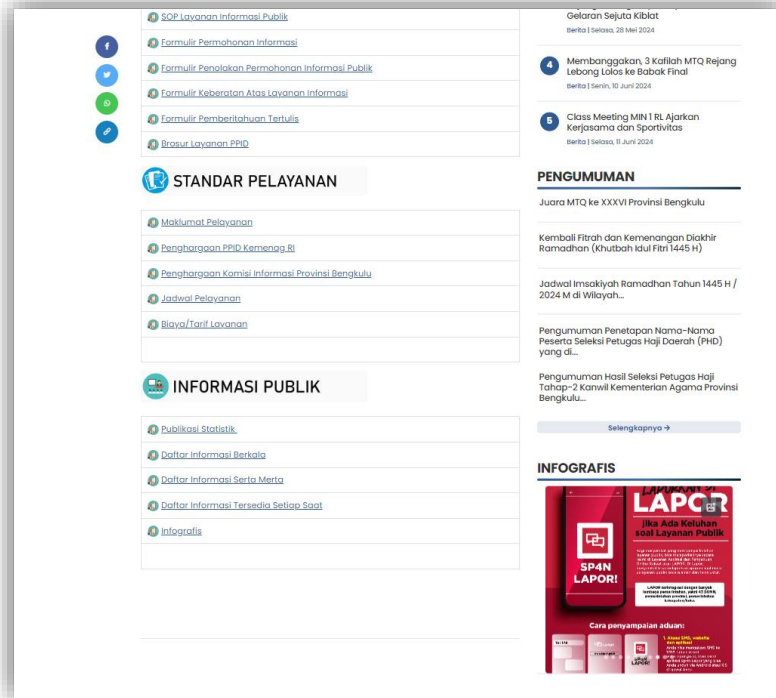 SOP Layanan Informasi Publik
Formulir Permohonan Informasi
Formulir Penolakan Permohonan Informasi Publik
Formulir Keberatan Atas Layanan Informasi
Formulir Pemberitahuan Tertulis
Brosur Layanan PPID
STANDAR PELAYANAN
Maklumat Pelayanan
Penghargaan PPID Kemenag RI
Penghargaan Komisi Informasi Provinsi Bengkulu
Jadwal Pelayanan
Biaya/Tarif Layanan
INFORMASI PUBLIK
Publikasi Statistik
Daftar Informasi Berkala
Daftar Informasi Serta Merta
Daftar Informasi Tersedia Setiap Saat
Infografis
Gelaran Sejuta Kiblat
Berita | Selasa, 28 Mei 2024
4
Membanggakan, 3 Kafilah MTQ Rejang
Lebong Lolos ke Babak Final
Berita | Senin, 10 Juni 2024
5
Class Meeting MIN 1 RL Ajarkan
Kerjasama dan Sportivitas
Berita | Selasa, 11 Juni 2024
PENGUMUMAN
Juara MTQ ke XXXVI Provinsi Bengkulu
Kembali Fitrah dan Kemenangan Diakhir
Ramadhan (Khutbah Idul Fitri 1445 H)
Jadwal Imsakiyah Ramadhan Tahun 1445 H /
2024 M di Wilayah...
Pengumuman Penetapan Nama-Nama
Peserta Seleksi Petugas Haji Daerah (PHD)
yang di...
Pengumuman Hasil Seleksi Petugas Haji
Tahap-2 Kanwil Kementerian Agama Provinsi
Bengkulu...
Selengkapnya →
INFOGRAFIS
LAPOR
jika Ada Keluhan
soal Layanan Publik
SP4N
LAPOR!
Cara penyampaian aduan: